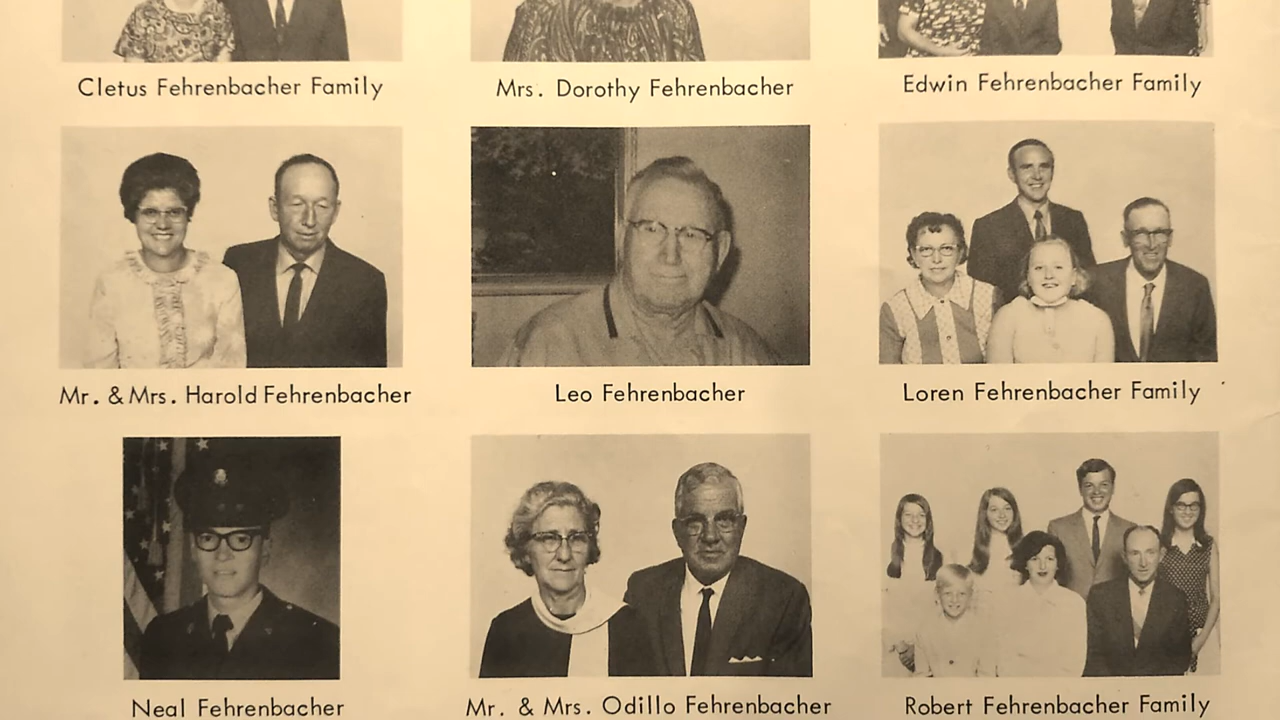 Cletus Fehrenbacher Family
Mrs. Dorothy Fehrenbacher
Edwin Fehrenbacher Family
Mr. & Mrs. Harold Fehrenbacher
Leo Fehrenbacher
Loren Fehrenbacher Family
Neal Fehrenbacher
Mr. & Mrs. Odillo Fehrenbacher
Robert Fehrenbacher Family